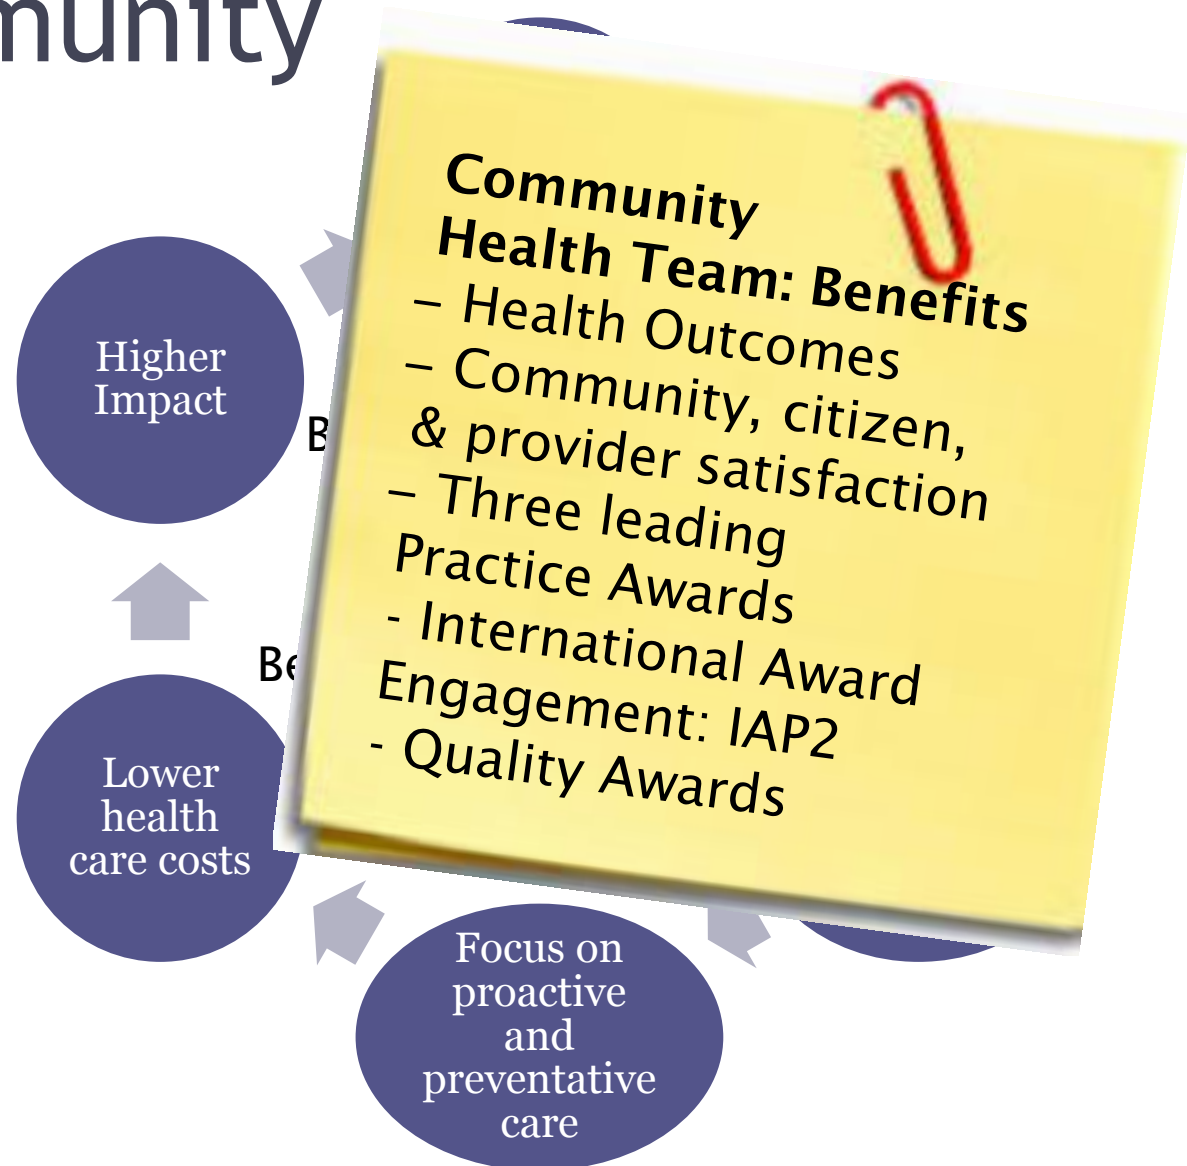 Community
Health Team: Benefits
– Health Outcomes
– Community, citizen,
& provider satisfaction
– Three leading
Practice Awards
- International Award
Engagement: IAP2
- Quality Awards
Higher
Impact
Lower
health
care costs
Focus on
proactive
and
preventative
care